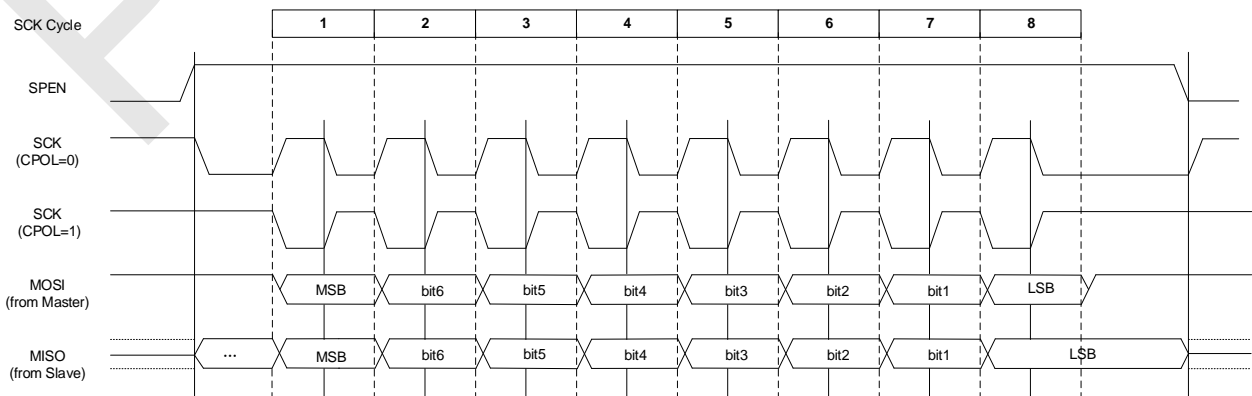 SCK Cycle 1 2 3 4 5 6 7 8
SPEN
SCK
(CPOL=0)
SCK
(CPOL=1)
MOSI
(from Master)
MSB bit6 bit5 bit4 bit3 bit2 bit1 LSB
MISO
(from Slave)
... MSB bit6 bit5 bit4 bit3 bit2 bit1 LSB